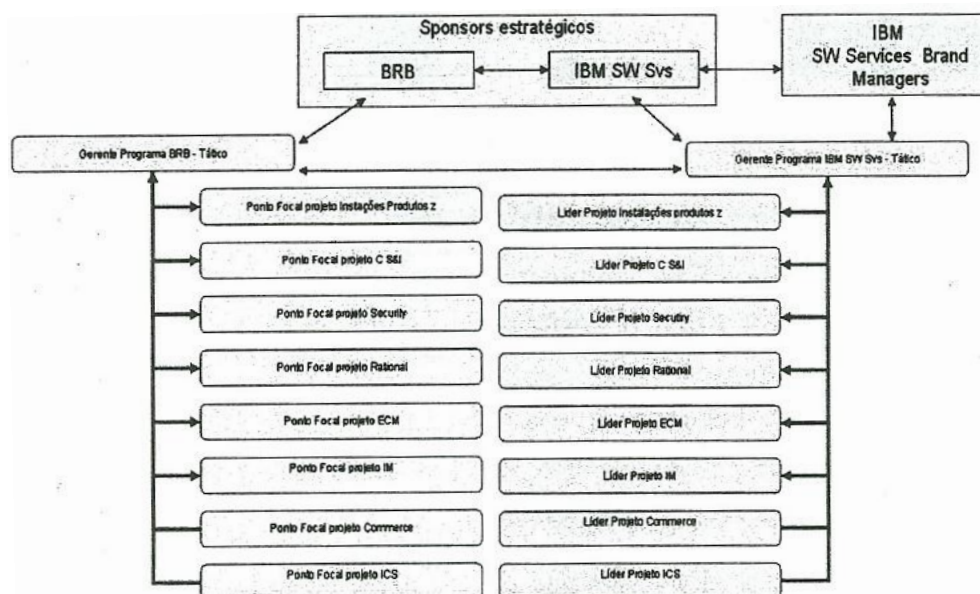 Sponsors estratégicos
BRB
IBM SW Svs
IBM
SW Services Brand
Managers
Gerente Programa BRB - Tático
Gerente Programa IBM SW Svs - Tático
Ponto Focal projeto Instações Produtos z
Líder Projeto Instalações produtos z
Ponto Focal projeto C S&I
Líder Projeto C S&I
Ponto Focal projeto Security
Líder Projeto Secutiry
Ponto Focal projeto Rational
Líder Projeto Rational
Ponto Focal projeto ECM
Líder Projeto ECM
Ponto Focal projeto IM
Líder Projeto IM
Ponto Focal projeto Commerce
Líder Projeto Commerce
Ponto Focal projeto ICS
Líder Projeto ICS